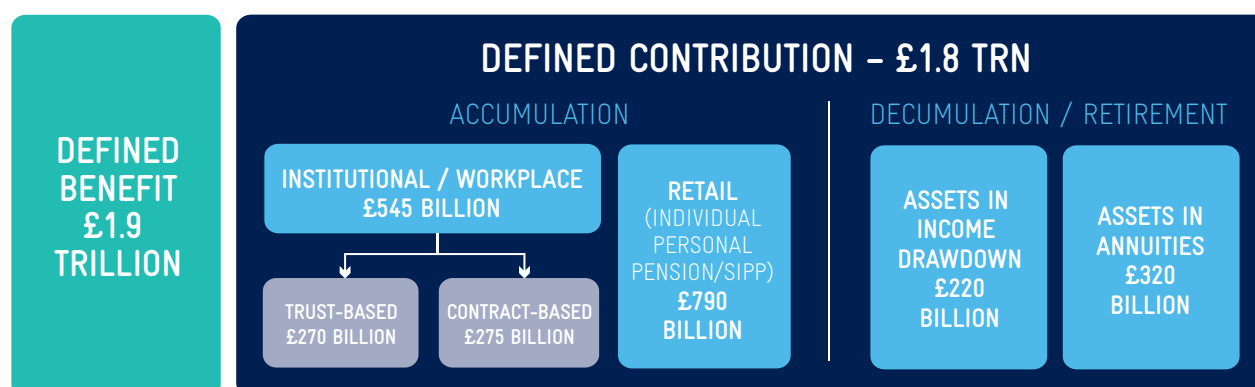 DEFINED
BENEFIT
£1.9
TRILLION
DEFINED CONTRIBUTION – £1.8 TRN
ACCUMULATION
INSTITUTIONAL / WORKPLACE
£545 BILLION
TRUST-BASED
£270 BILLION
CONTRACT-BASED
£275 BILLION
RETAIL
(INDIVIDUAL
PERSONAL
PENSION/SIPP)
£790
BILLION
DECUMULATION / RETIREMENT
ASSETS IN
INCOME
DRAWDOWN
£220
BILLION
ASSETS IN
ANNUITIES
£320
BILLION